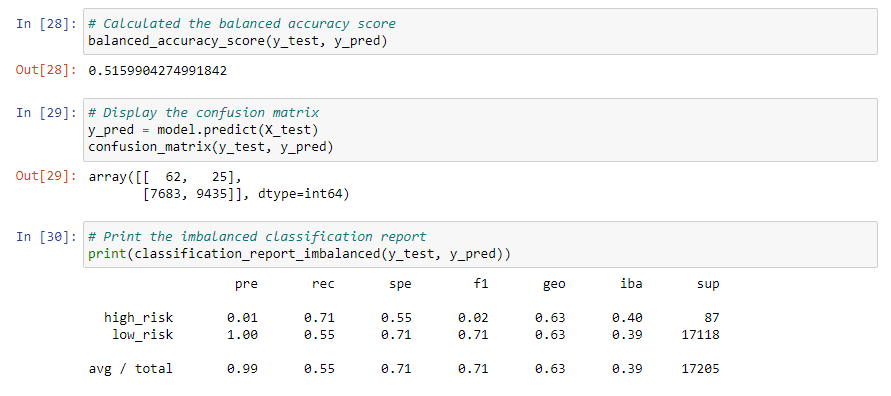 In [28]: # Calculated the balanced accuracy score
balanced_accuracy_score(y_test, y_pred)
Out[28]: 0.5159904274991842
In [29]: # Display the confusion matrix
y_pred = model.predict(X_test)
confusion_matrix(y_test, y_pred)
Out[29]: array([[  62,   25],
       [7683, 9435]], dtype=int64)
In [30]: # Print the imbalanced classification report
print(classification_report_imbalanced(y_test, y_pred))
pre rec spe f1 geo iba sup
high_risk 0.01 0.71 0.55 0.02 0.63 0.40 87
low_risk 1.00 0.55 0.71 0.71 0.63 0.39 17118
avg / total 0.99 0.55 0.71 0.71 0.63 0.39 17205